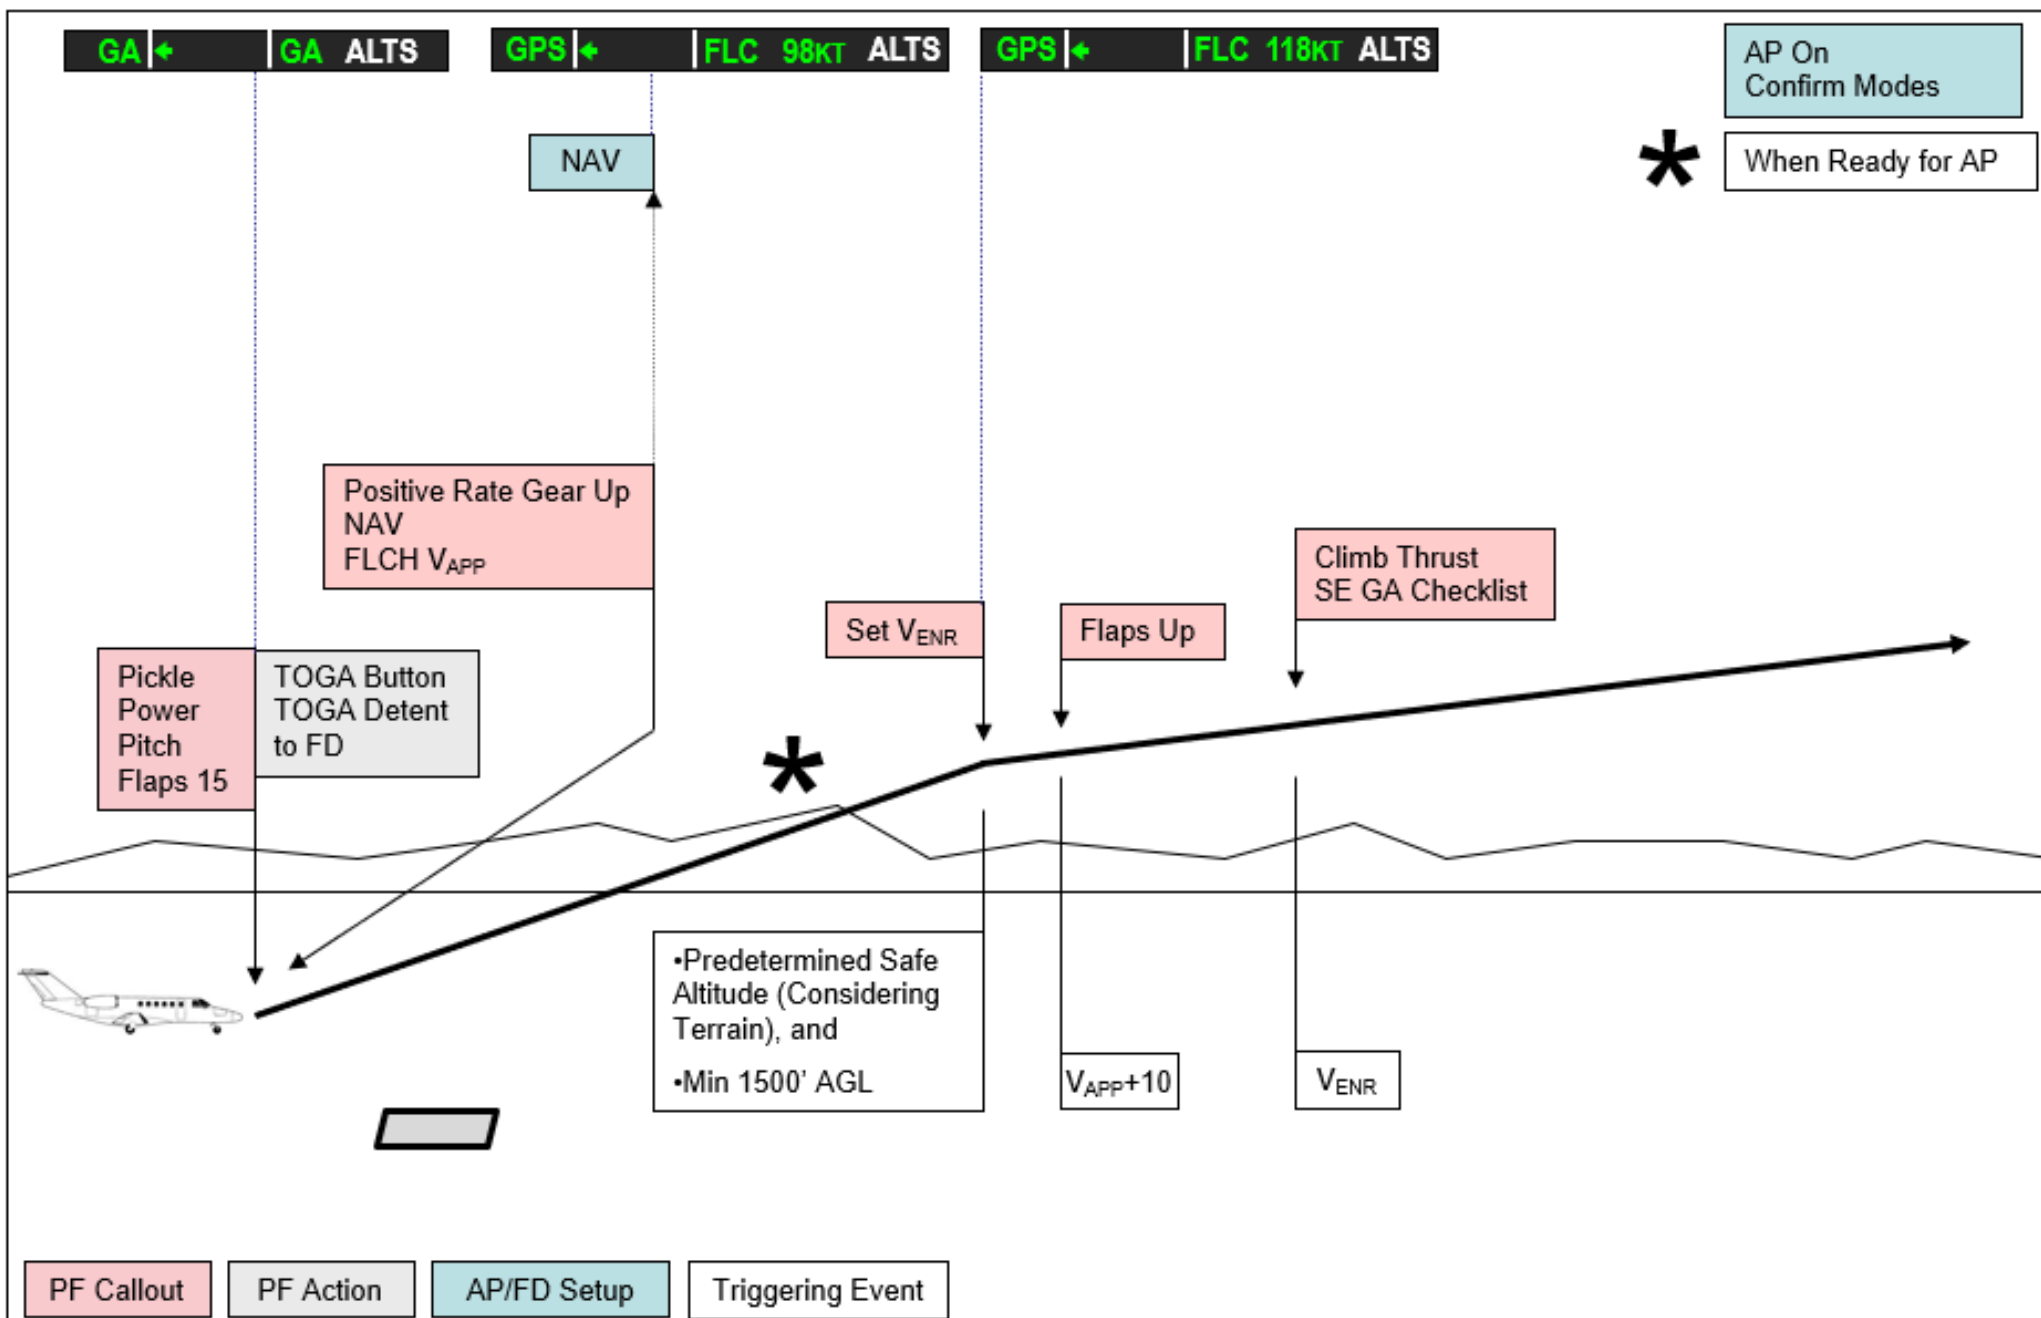 GA GA ALTS
GPS FLC 98KT ALTS
GPS FLC 118KT ALTS
AP On
Confirm Modes
* When Ready for AP
NAV
Positive Rate Gear Up
NAV
FLCH VAPP
Climb Thrust
SE GA Checklist
Set VENR
Flaps Up
Pickle
Power
Pitch
Flaps 15
TOGA Button
TOGA Detent
to FD
*
•Predetermined Safe
Altitude (Considering
Terrain), and
•Min 1500' AGL
VAPP+10
VENR
PF Callout
PF Action
AP/FD Setup
Triggering Event